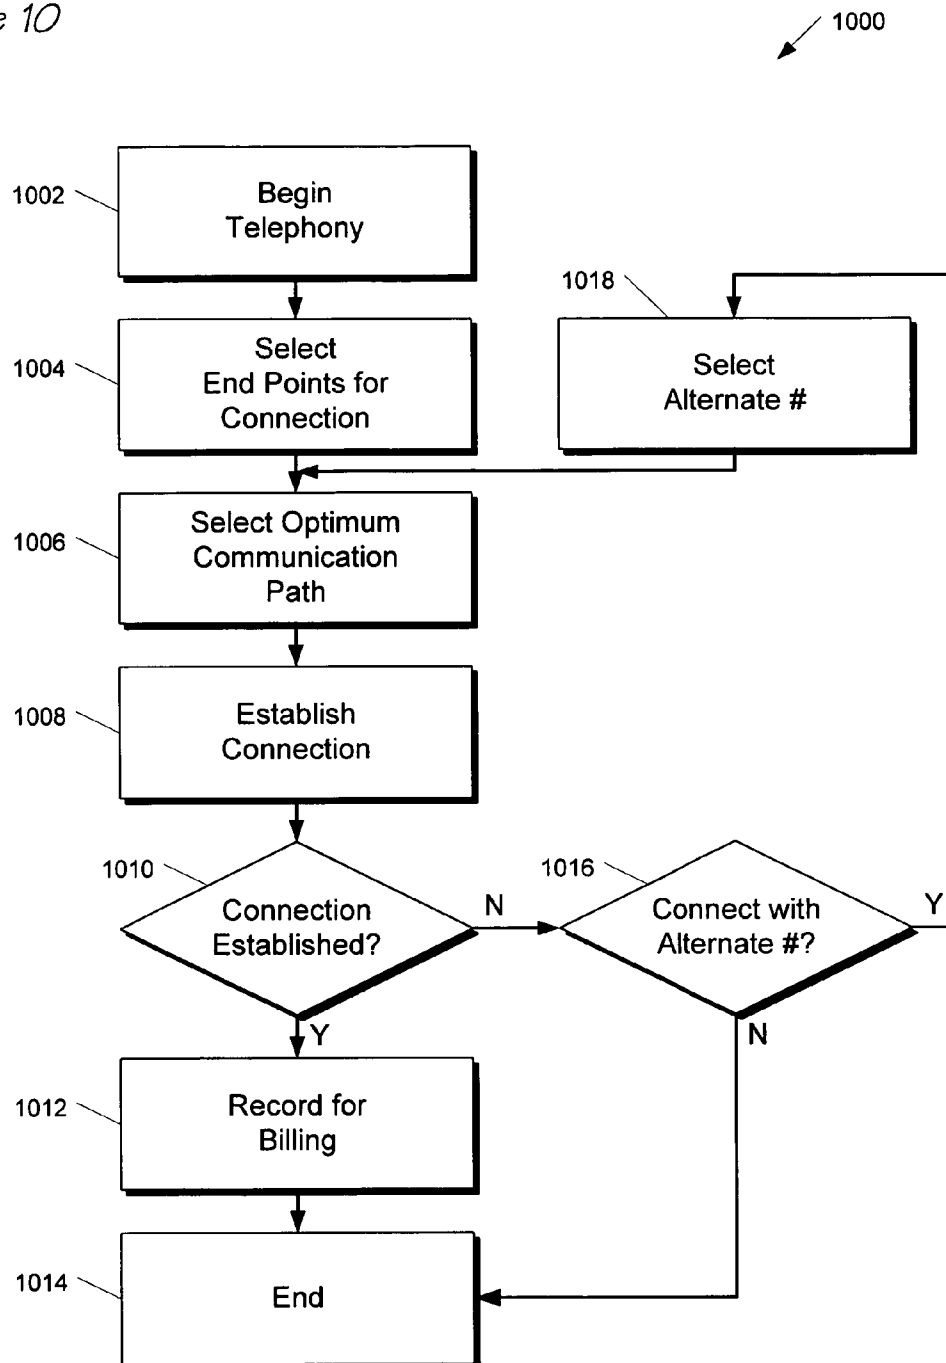 10
1000
1002
Begin
Telephony
1018
1004
Select
End Points for
Connection
Select
Alternate #
1006
Select Optimum
Communication
Path
1008
Establish
Connection
1010
Connection
Established?
N
1016
Connect with
Alternate #?
Y
Y
N
1012
Record for
Billing
1014
End